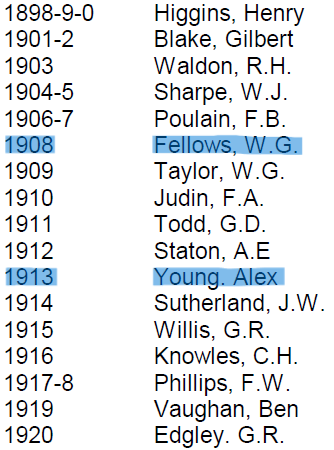 1898-9-0 Higgins, Henry
1901-2 Blake, Gilbert
1903 Waldon, R.H.
1904-5 Sharpe, W.J.
1906-7 Poulain, F.B.
1908 Fellows, W.G.
1909 Taylor, W.G.
1910 Judin, F.A.
1911 Todd, G.D.
1912 Staton, A.E
1913 Young. Alex
1914 Sutherland, J.W.
1915 Willis, G.R.
1916 Knowles, C.H.
1917-8 Phillips, F.W.
1919 Vaughan, Ben
1920 Edgley. G.R.